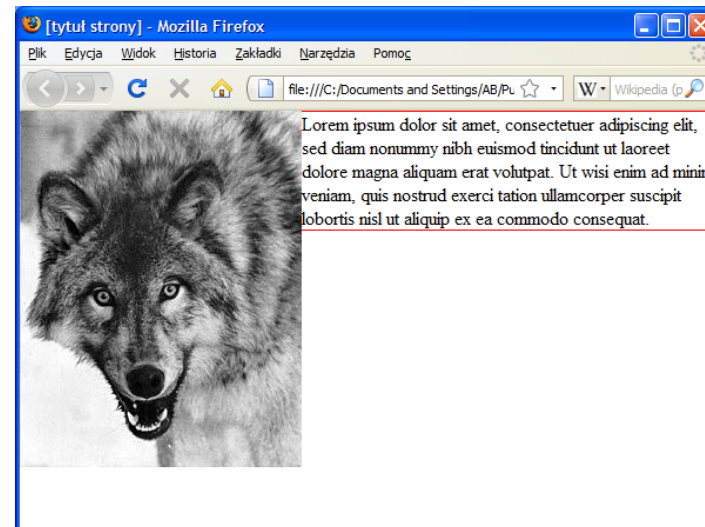 [tytuł strony] - Mozilla Firefox
Plik Edycja Widok Historia Zakładki Narzędzia Pomoc
file:///C:/Documents and Settings/AB/Pu W Wikipedia (p
Lorem ipsum dolor sit amet, consectetuer adipiscing elit,
sed diam nonummy nibh euismod tincidunt ut laoreet
dolore magna aliquam erat volutpat. Ut wisi enim ad minim
veniam, quis nostrud exerci tation ullamcorper suscipit
lobortis nisl ut aliquip ex ea commodo consequat.